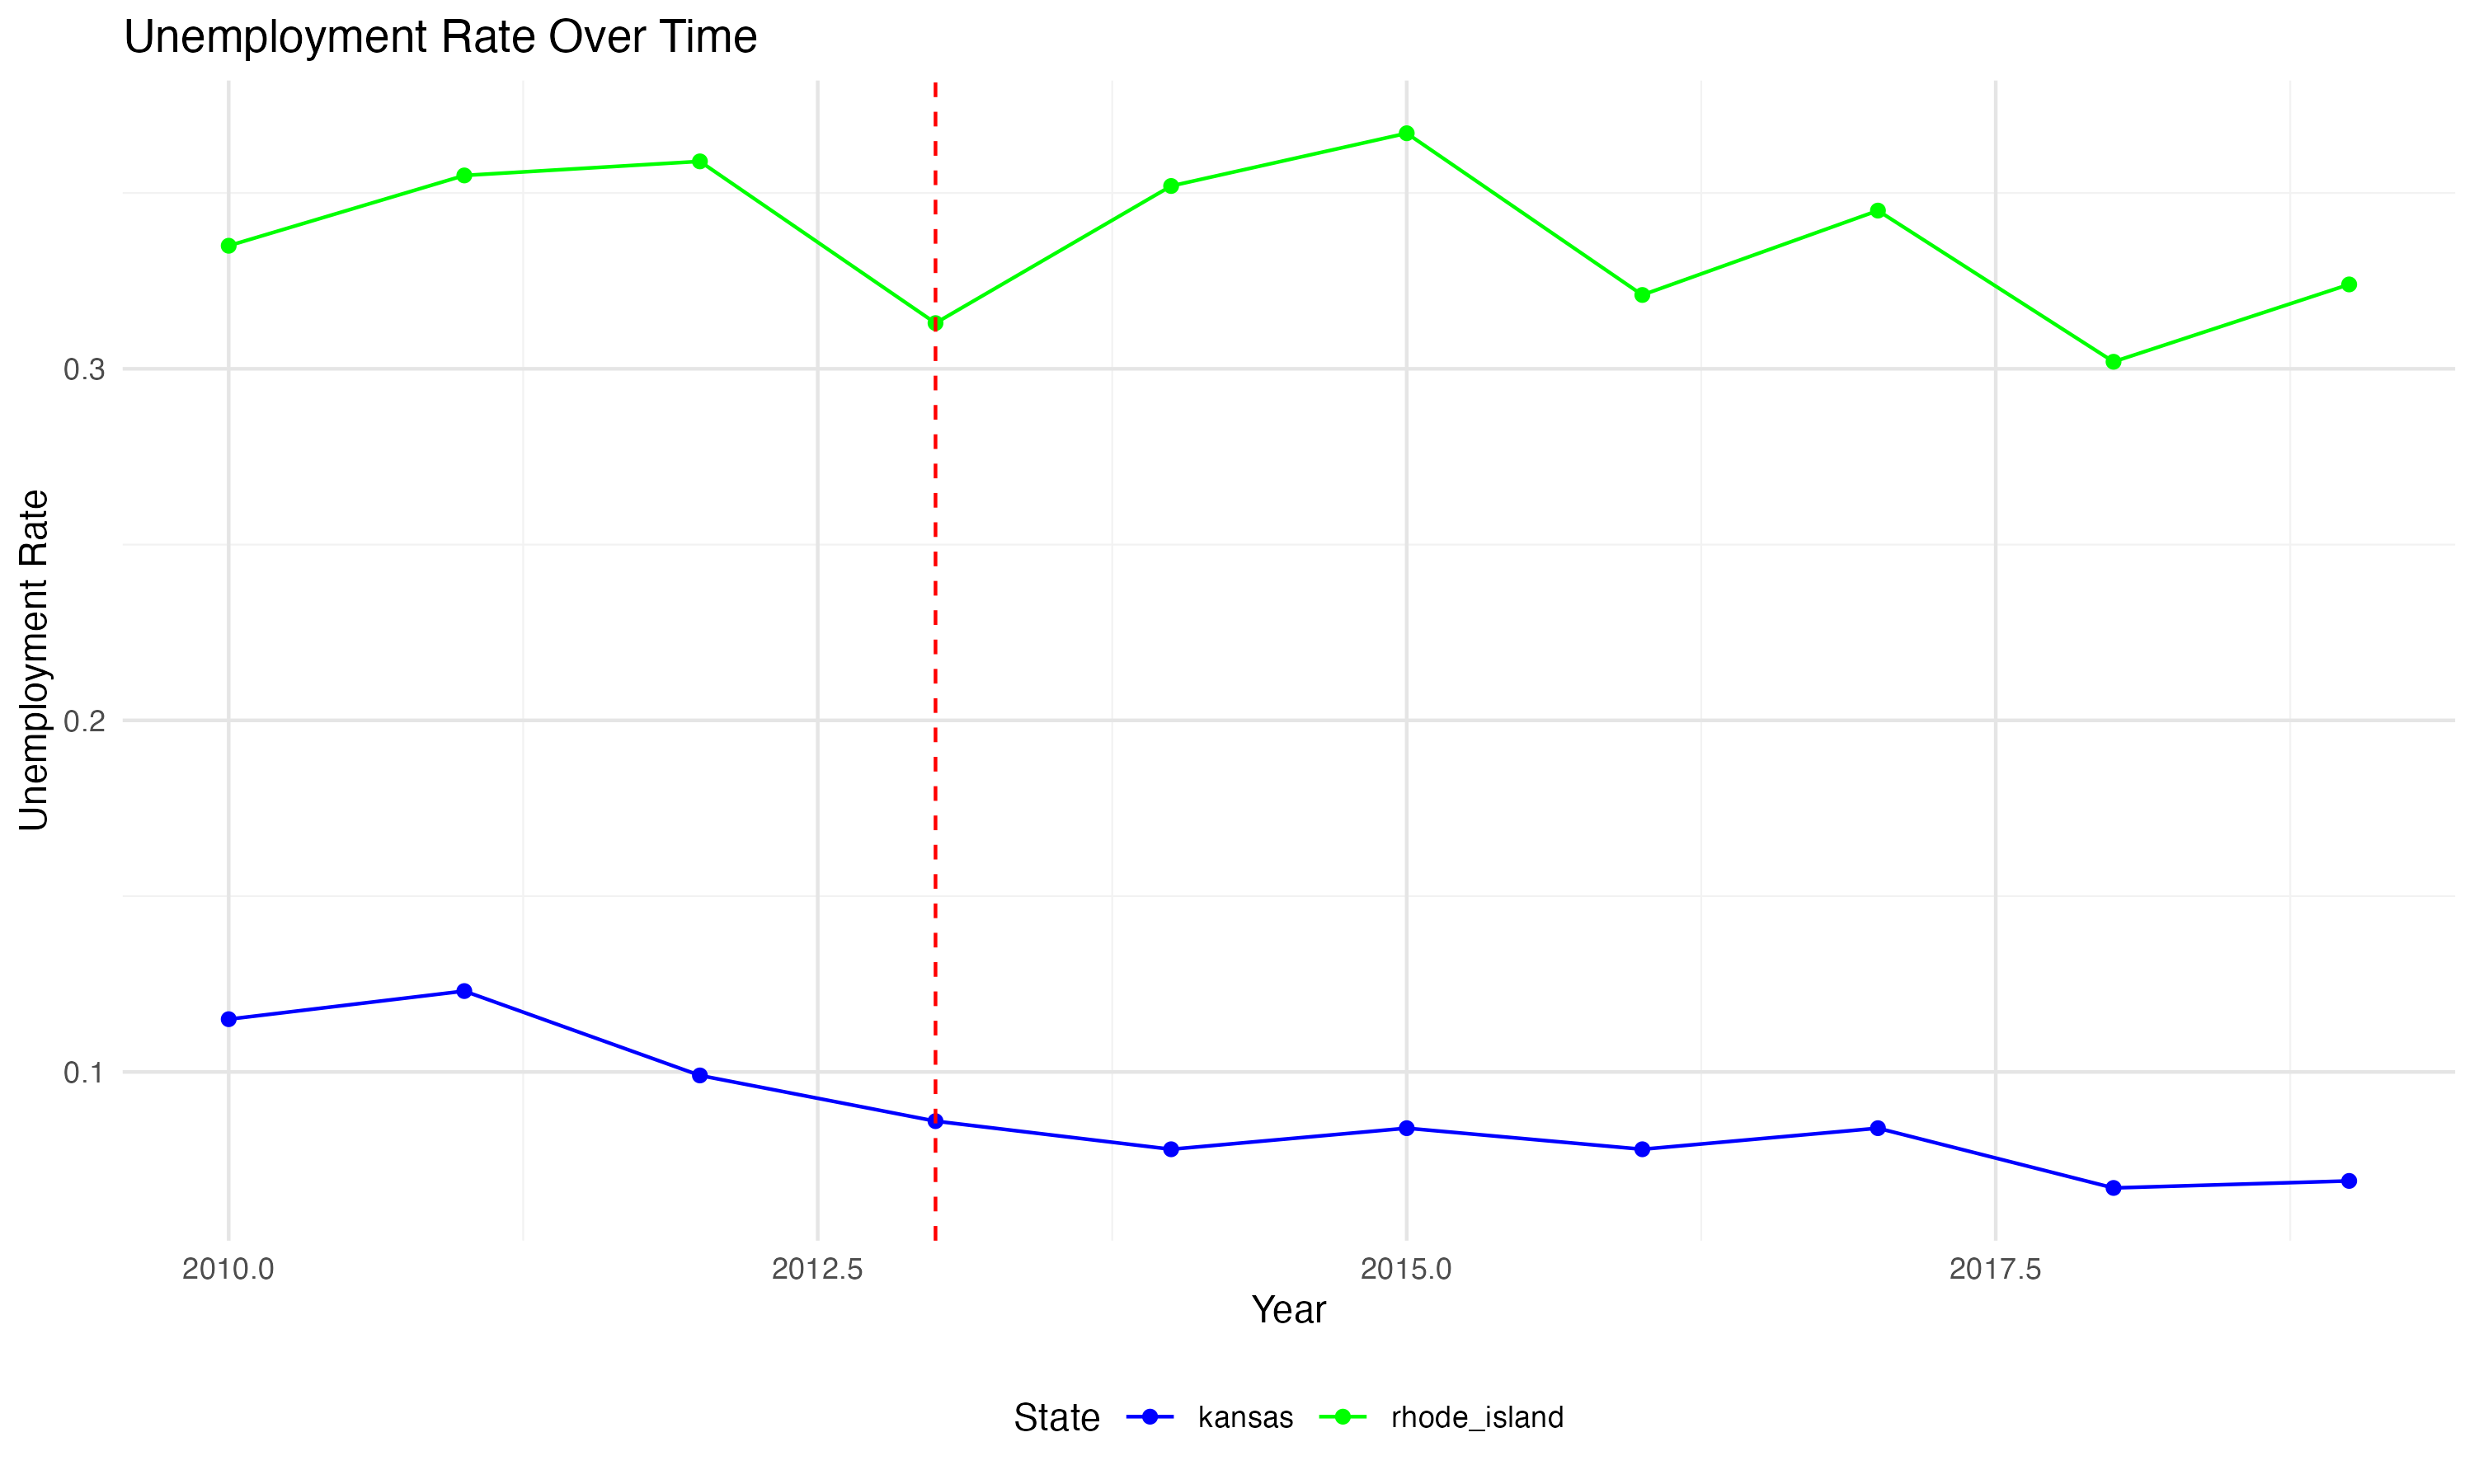 Unemployment Rate Over Time
Unemployment Rate
0.3
0.2
0.1
2010.0 2012.5 2015.0 2017.5
Year
State kansas rhode_island